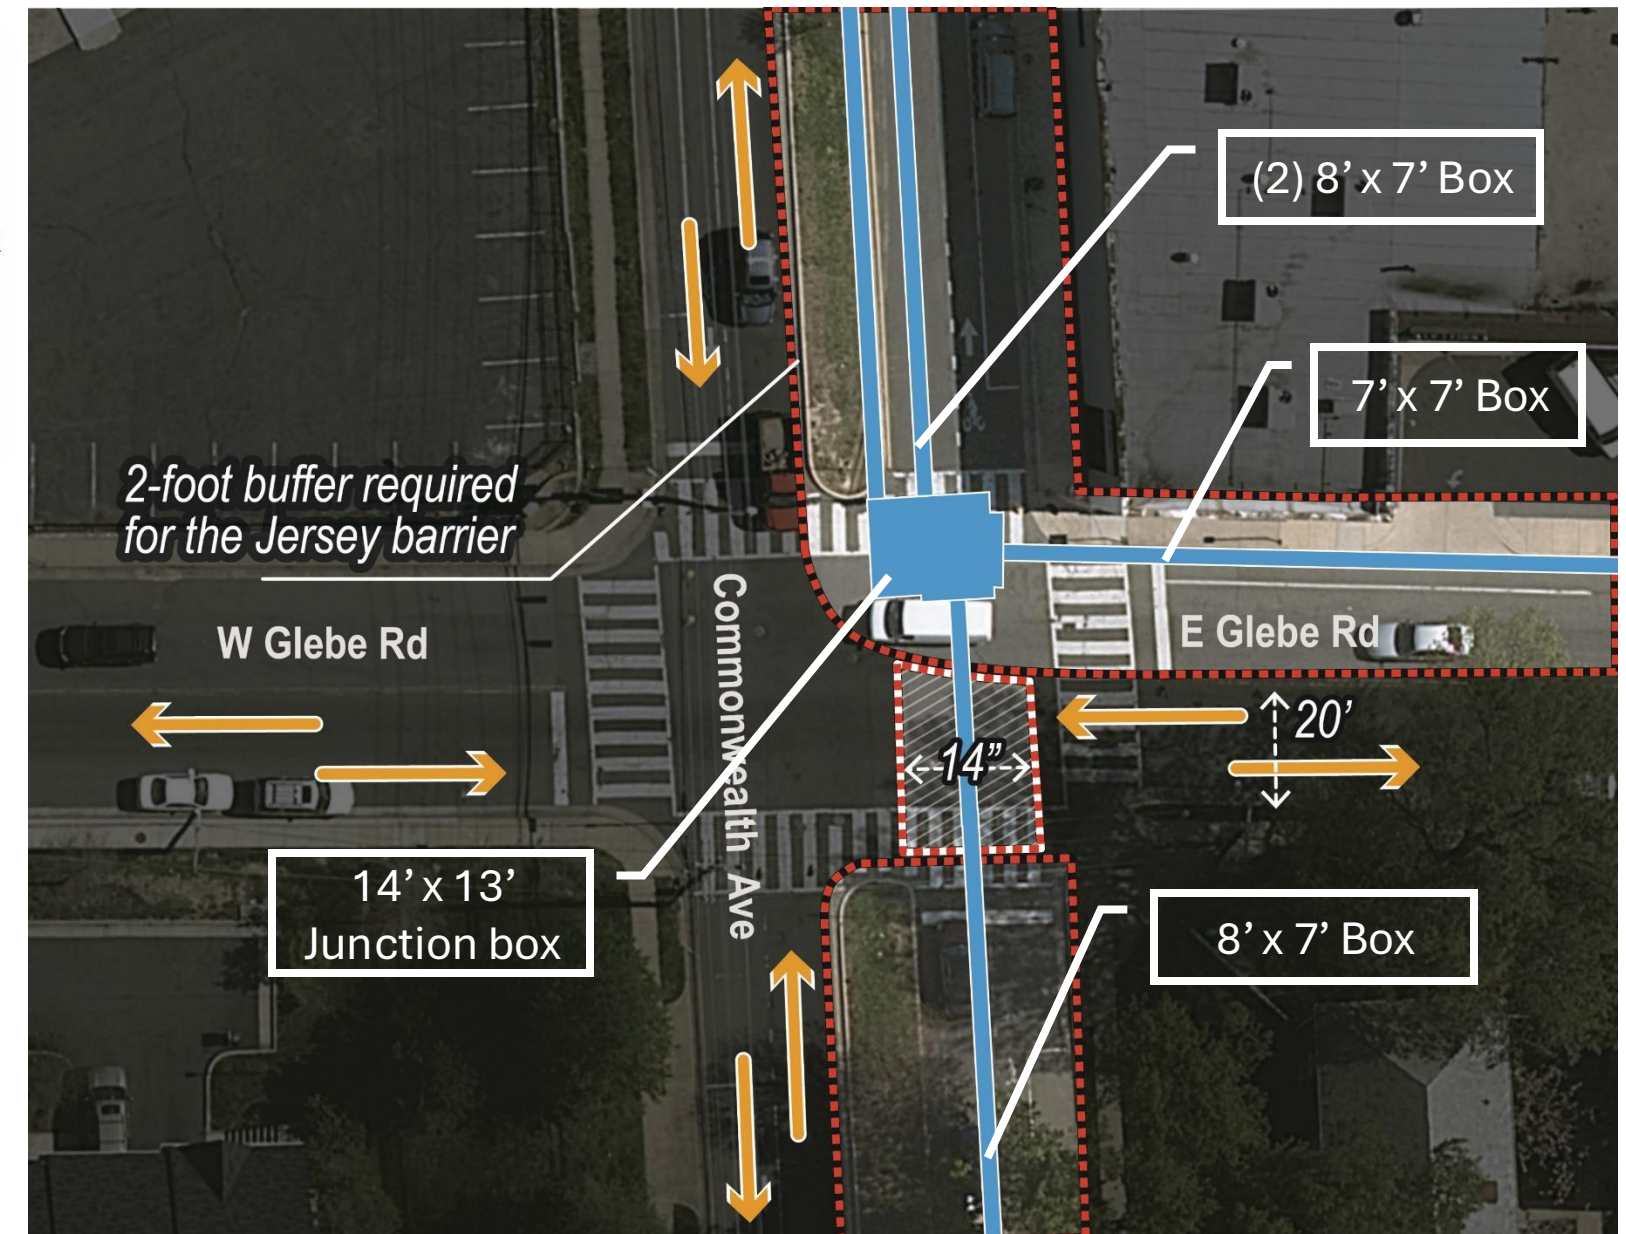 (2) 8’ x 7’ Box
7’ x 7’ Box
2-foot buffer required
for the Jersey barrier
W Glebe Rd
Commonwealth Ave
E Glebe Rd
20’
14”
14’ x 13’
Junction box
8’ x 7’ Box